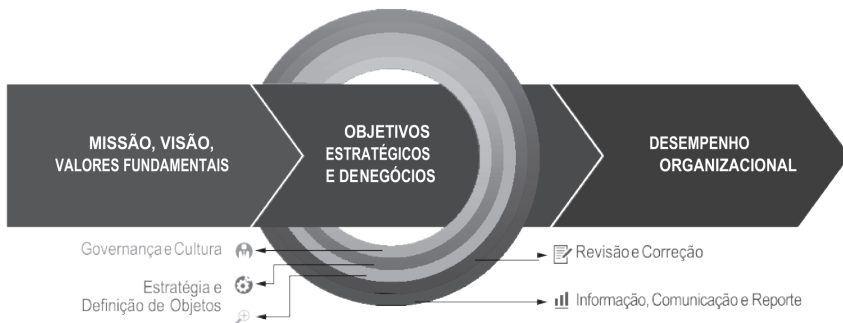 MISSÃO, VISÃO,
VALORES FUNDAMENTAIS
OBJETIVOS
ESTRATÉGICOS
E DENEGÓCIOS
DESEMPENHO
ORGANIZACIONAL
Governança e Cultura
Estratégia e
Definição de Objetos
Revisão e Correção
Informação, Comunicação e Reporte